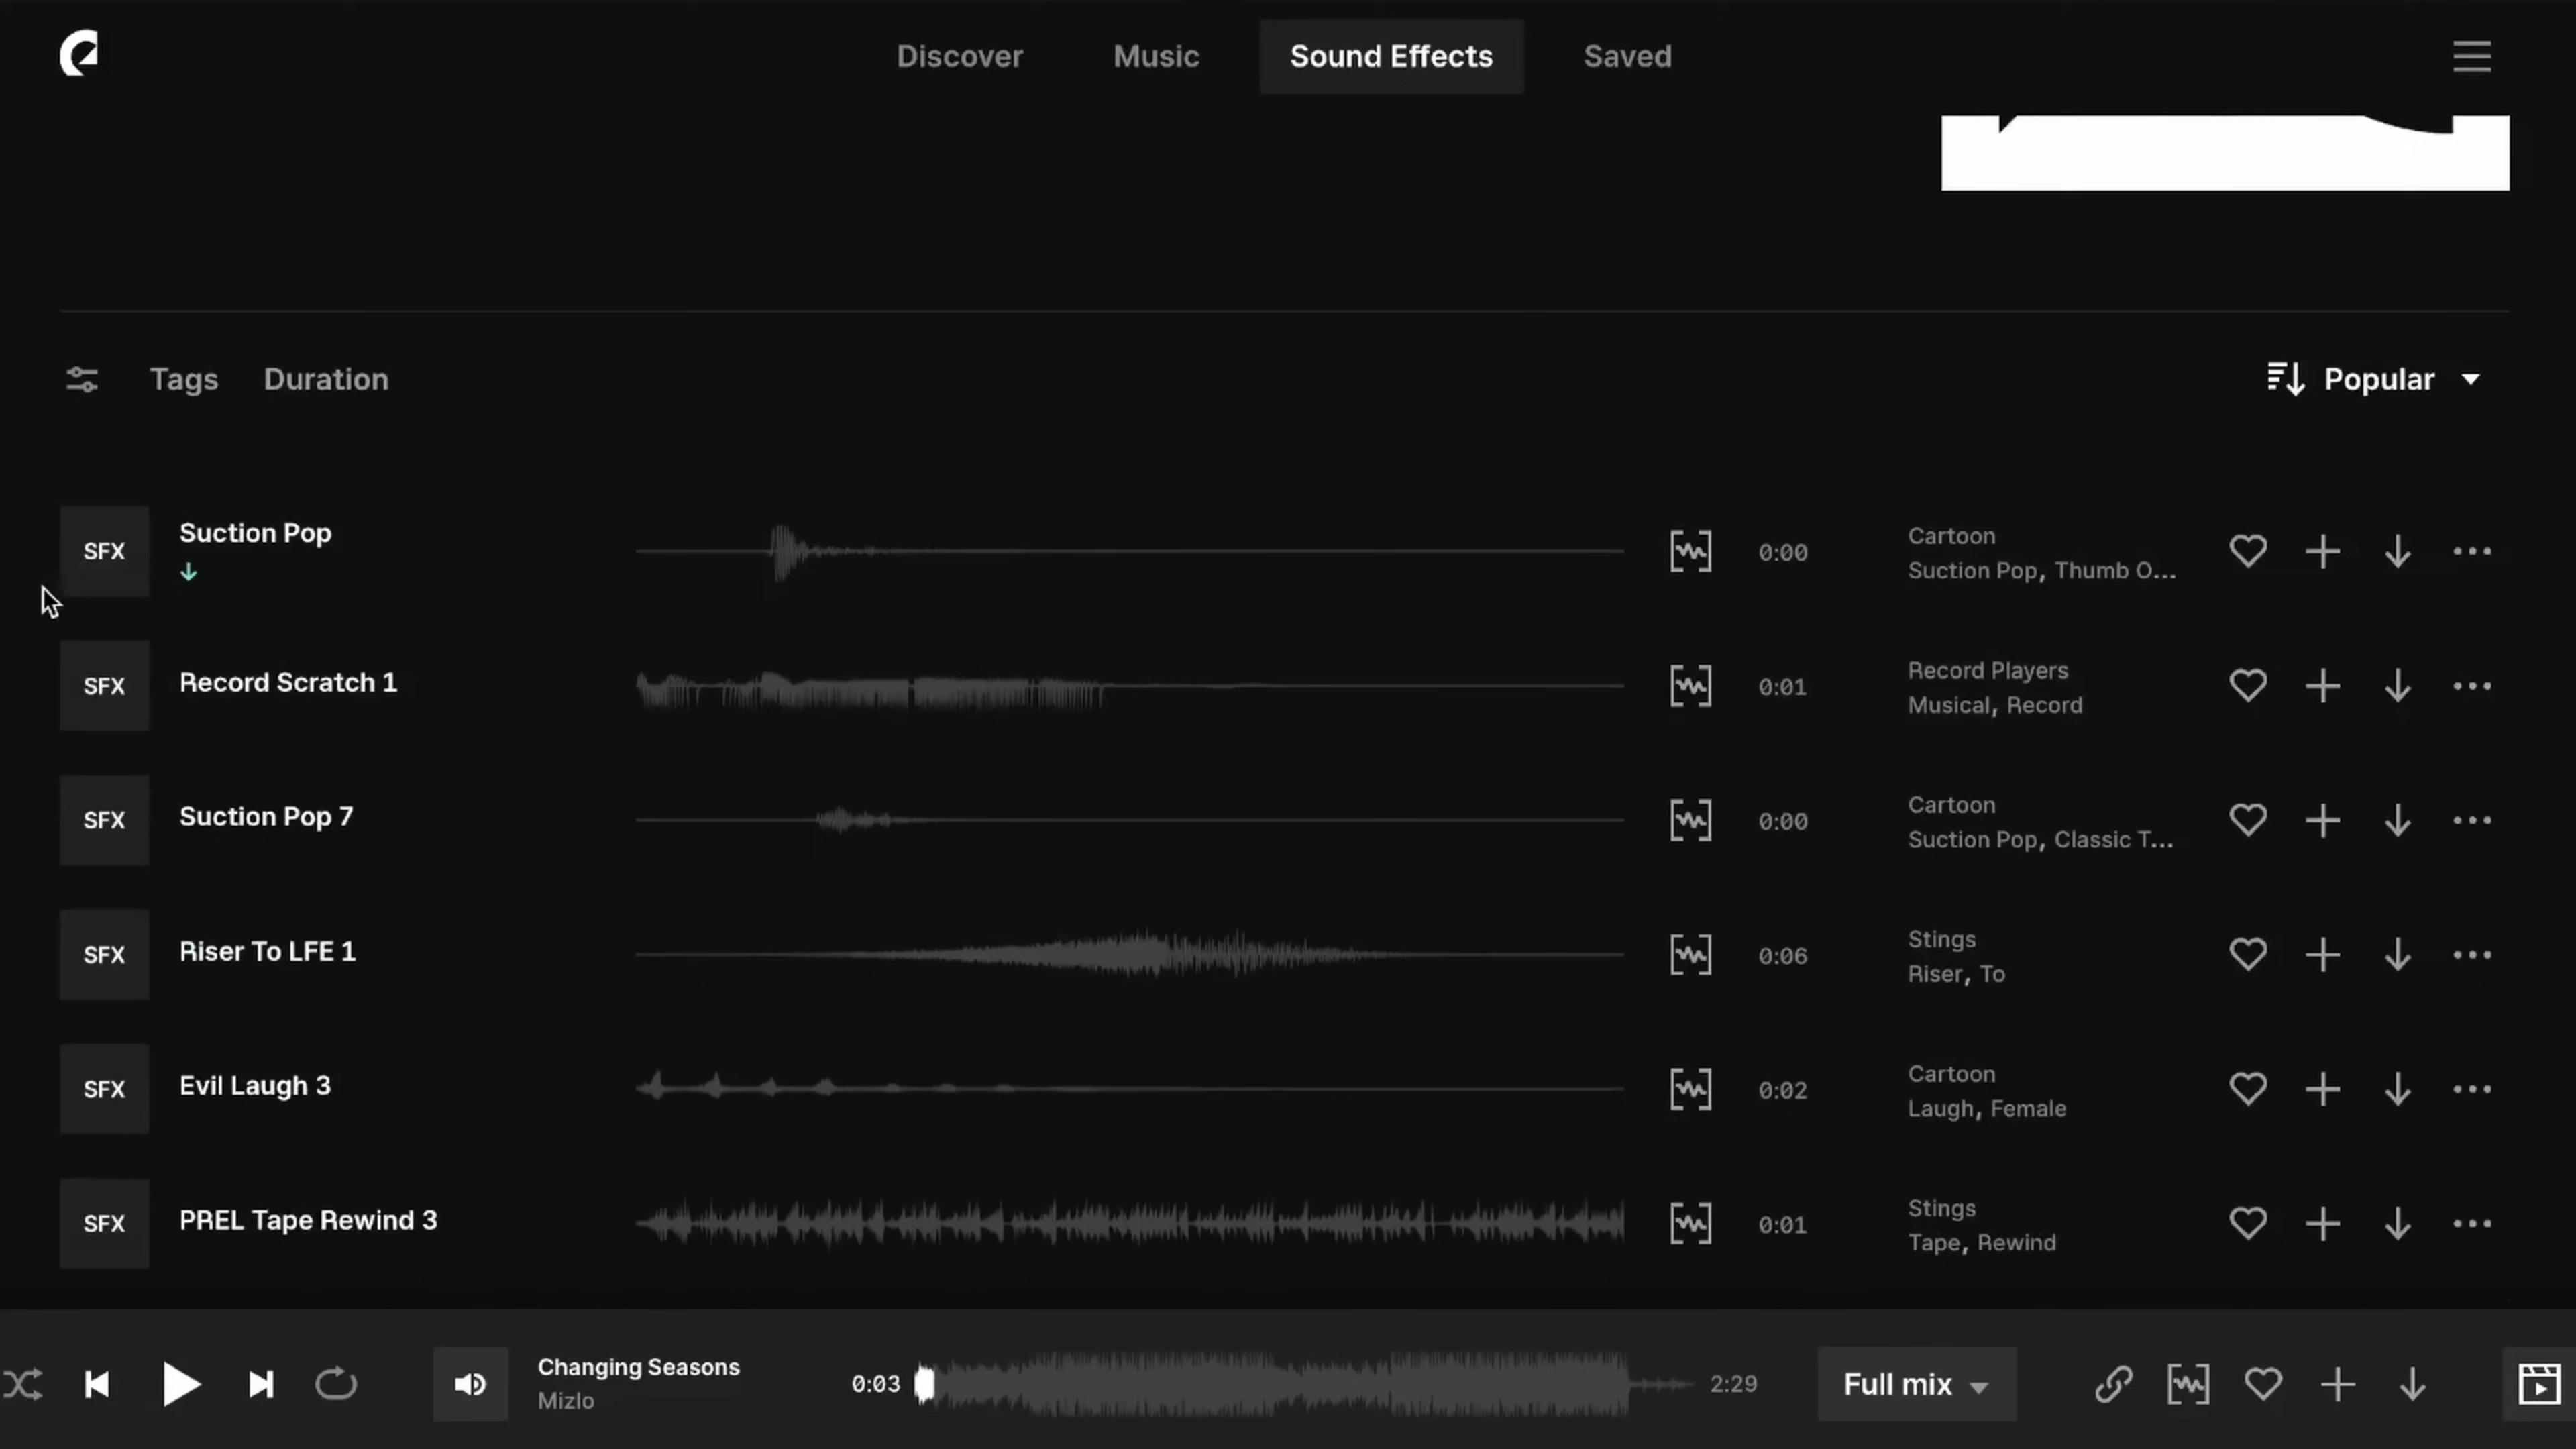 Discover Music Sound Effects Saved
Tags Duration Popular
SFX Suction Pop 0:00 Cartoon
Suction Pop, Thumb O...
SFX Record Scratch 1 0:01 Record Players
Musical, Record
SFX Suction Pop 7 0:00 Cartoon
Suction Pop, Classic T...
SFX Riser To LFE 1 0:06 Stings
Riser, To
SFX Evil Laugh 3 0:02 Cartoon
Laugh, Female
SFX PREL Tape Rewind 3 0:01 Stings
Tape, Rewind
Changing Seasons
Mizlo
0:03 2:29 Full mix